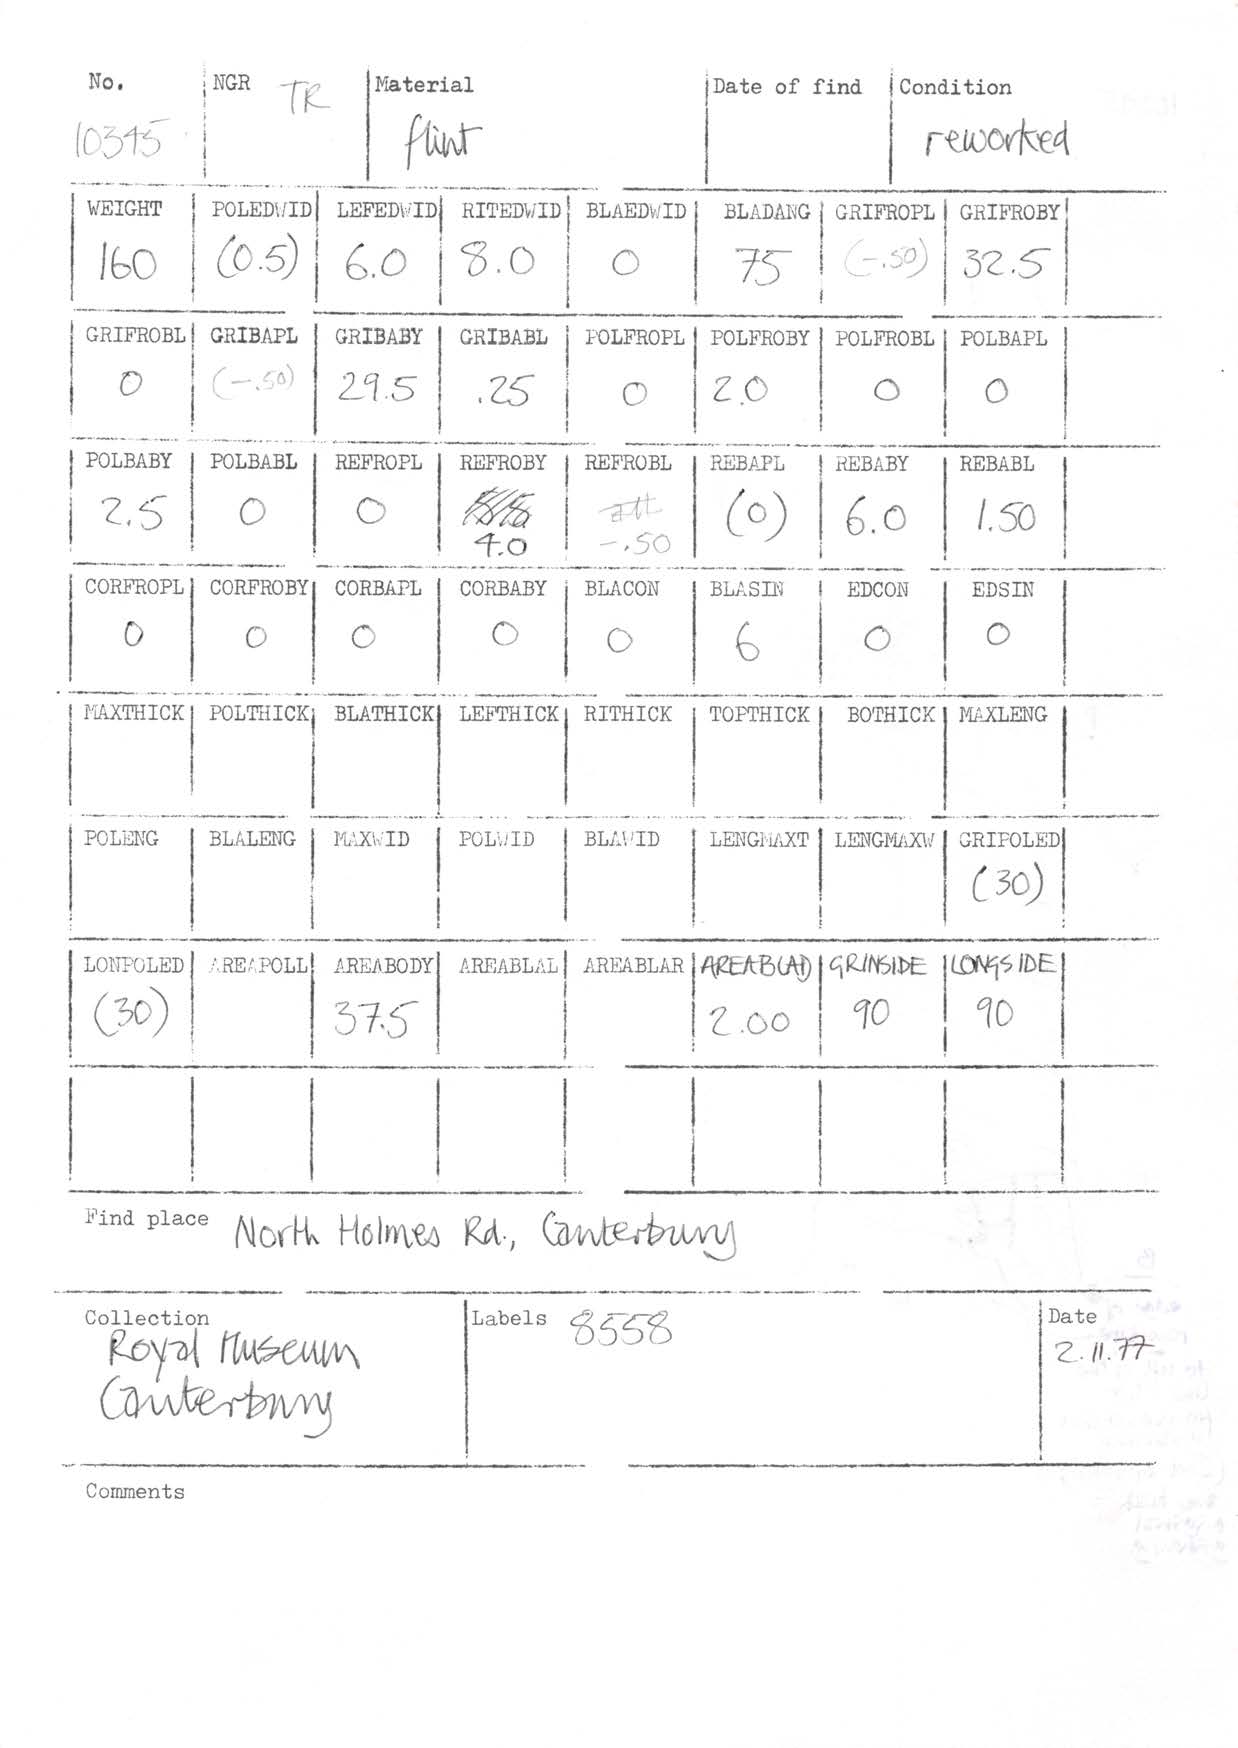 No. NGR TR Material Date of find Condition
10345 flint reworked
WEIGHT POLEDWID LEFEDWID RITEDWID BLAEDWID BLADANG GRIFROPL GRIFROBY
160 (0.5) 6.0 8.0 0 75 (-.50) 32.5
GRIFROBL GRIBAPL GRIBABY GRIBABL POLFROPL POLFROBY POLFROBL POLBAPL
0 (-.50) 29.5 .25 0 2.0 0 0
POLBABY POLBABL REFROPL REFROBY REFROBL REBAPL REBABY REBABL
2.5 0 0 4.0 -.50 (0) 6.0 1.50
CORFROPL CORFROBY CORBAPL CORBABY BLACON BLASIN EDCON EDSIN
0 0 0 0 0 6 0 0
MAXTHICK POLTHICK BLATHICK LEFTHICK RITHICK TOPTHICK BOTHICK MAXLENG
POLENG BLALENG MAXWID POLWID BLAWID LENGMAXT LENGMAXW GRIPOLED
(30)
LONPOLED AREAPOLL AREABODY AREABLAL AREABLAR AREABLAD GRINSIDE LONGSIDE
(30) 37.5 2.00 90 90
Find place North Holmes Rd., Canterbury
Collection Labels 8558 Date
Royal Museum 2.11.77
Canterbury
Comments